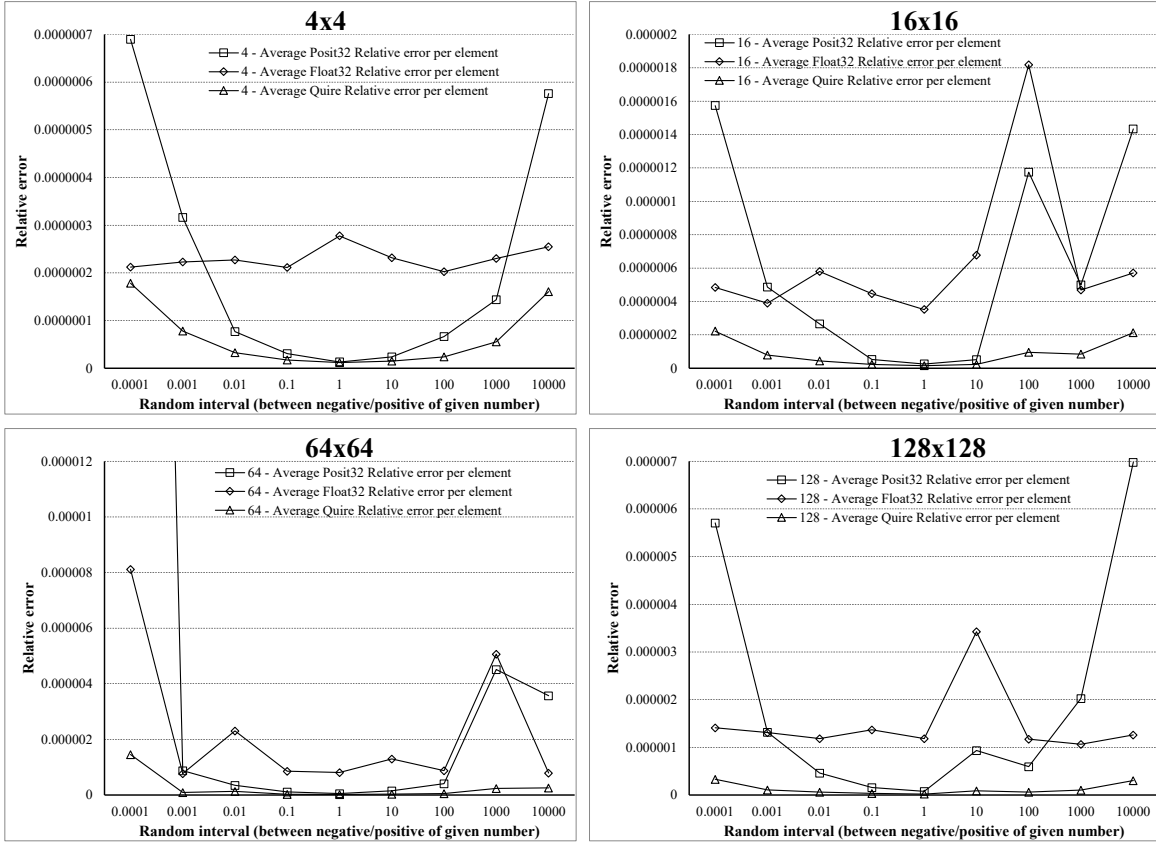 4x4
4 - Average Posit32 Relative error per element
4 - Average Float32 Relative error per element
4 - Average Quire Relative error per element
Relative error
0.0000007
0.0000006
0.0000005
0.0000004
0.0000003
0.0000002
0.0000001
0
0.0001 0.001 0.01 0.1 1 10 100 1000 10000
Random interval (between negative/positive of given number)
16x16
16 - Average Posit32 Relative error per element
16 - Average Float32 Relative error per element
16 - Average Quire Relative error per element
Relative error
0.000002
0.0000018
0.0000016
0.0000014
0.0000012
0.000001
0.0000008
0.0000006
0.0000004
0.0000002
0
0.0001 0.001 0.01 0.1 1 10 100 1000 10000
Random interval (between negative/positive of given number)
64x64
64 - Average Posit32 Relative error per element
64 - Average Float32 Relative error per element
64 - Average Quire Relative error per element
Relative error
0.000012
0.00001
0.000008
0.000006
0.000004
0.000002
0
0.0001 0.001 0.01 0.1 1 10 100 1000 10000
Random interval (between negative/positive of given number)
128x128
128 - Average Posit32 Relative error per element
128 - Average Float32 Relative error per element
128 - Average Quire Relative error per element
Relative error
0.000007
0.000006
0.000005
0.000004
0.000003
0.000002
0.000001
0
0.0001 0.001 0.01 0.1 1 10 100 1000 10000
Random interval (between negative/positive of given number)